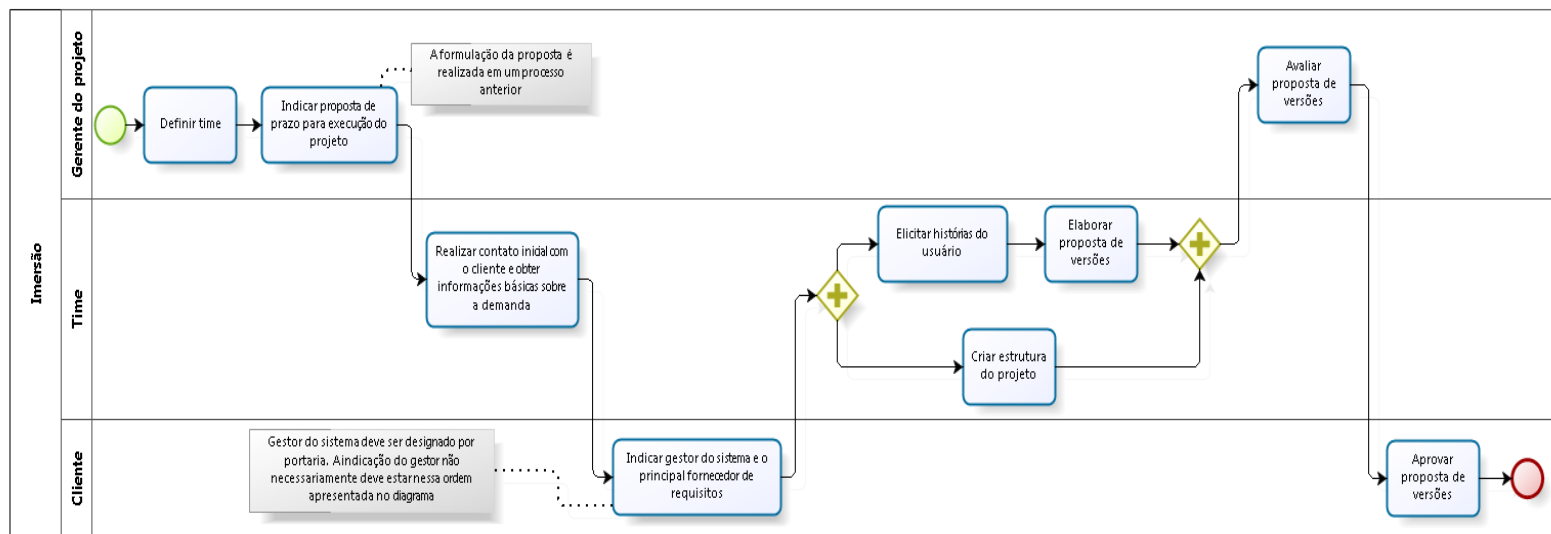 Imersão
Gerente do projeto
Definir time
Indicar proposta de
prazo para execução do
projeto
A formulação da proposta é
realizada em um processo
anterior
Avaliar
proposta de
versões
Time
Realizar contato inicial com
o cliente e obter
informações básicas sobre
a demanda
Elicitar histórias do
usuário
Elaborar
proposta de
versões
Criar estrutura
do projeto
Cliente
Gestor do sistema deve ser designado por
portaria. A indicação do gestor não
necessariamente deve estar nessa ordem
apresentada no diagrama
Indicar gestor do sistema e o
principal fornecedor de
requisitos
Aprovar
proposta de
versões